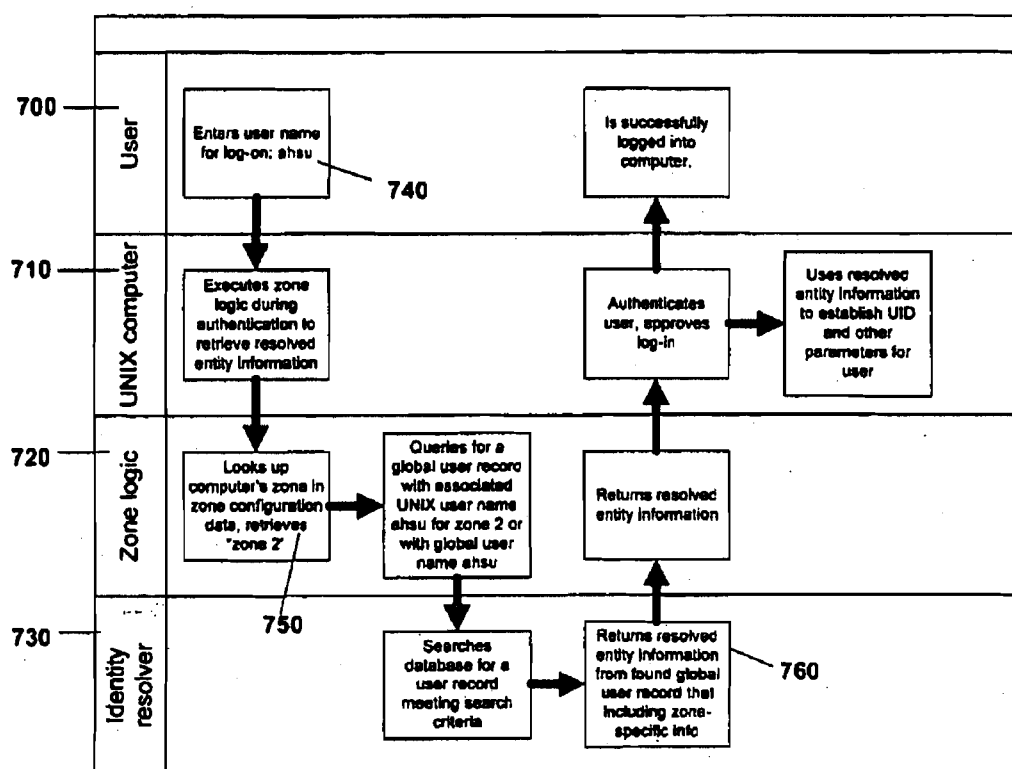 700
User
Enters user name
for log-on: ahsu
740
Is successfully
logged into
computer.
710
UNIX computer
Executes zone
logic during
authentication to
retrieve resolved
entity information
Authenticates
user, approves
log-in
Uses resolved
entity information
to establish UID
and other
parameters for
user
720
Zone logic
Looks up
computer's zone in
zone configuration
data, retrieves
"zone 2"
750
Queries for a
global user record
with associated
UNIX user name
ahsu for zone 2 or
with global user
name ahsu
Returns resolved
entity information
730
Identity
resolver
Searches
database for a
user record
meeting search
criteria
Returns resolved
entity information
from found global
user record that
including zone-
specific info
760